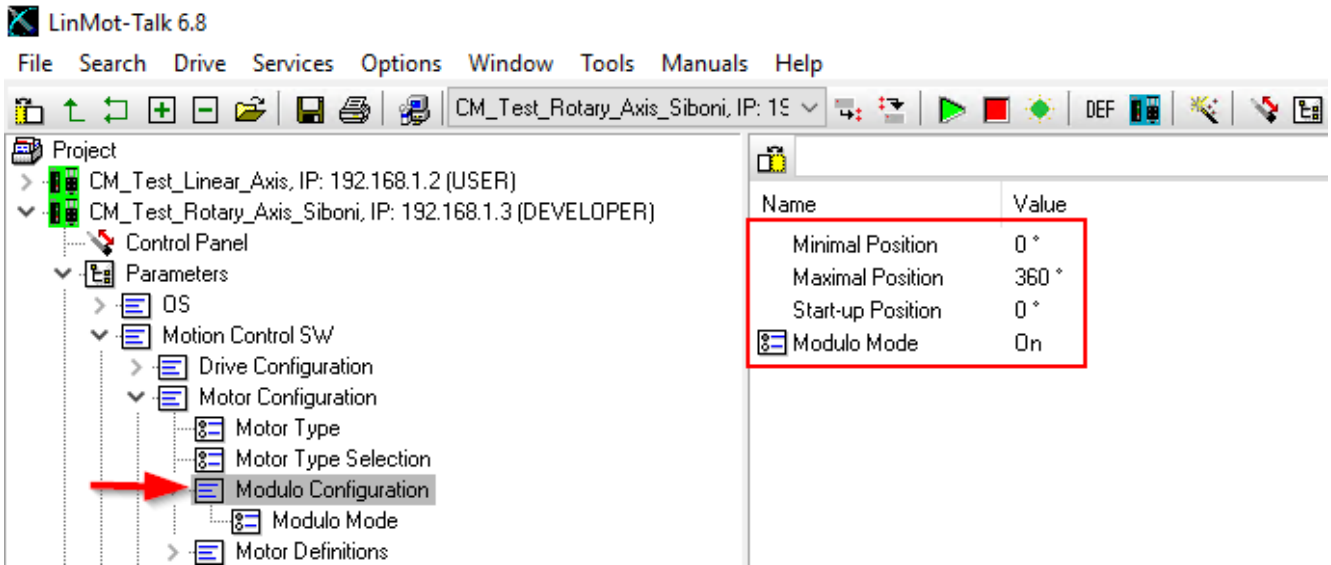 LinMot-Talk 6.8
File Search Drive Services Options Window Tools Manuals Help
CM_Test_Rotary_Axis_Siboni, IP: 19 DEF
Project
CM_Test_Linear_Axis, IP: 192.168.1.2 (USER)
CM_Test_Rotary_Axis_Siboni, IP: 192.168.1.3 (DEVELOPER)
Control Panel
Parameters
OS
Motion Control SW
Drive Configuration
Motor Configuration
Motor Type
Motor Type Selection
Modulo Configuration
Modulo Mode
Motor Definitions
Name Value
Minimal Position 0 °
Maximal Position 360 °
Start-up Position 0 °
Modulo Mode On